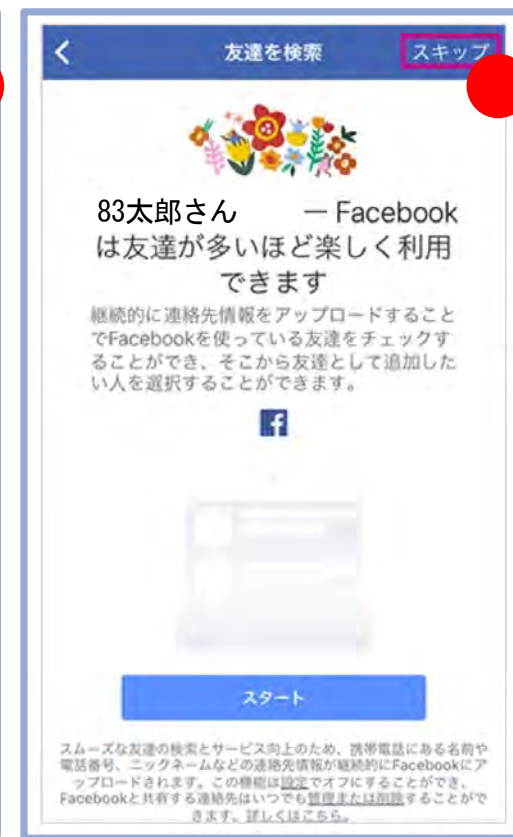 友達を検索 スキップ
83太郎さん — Facebook
は友達が多いほど楽しく利用
できます
継続的に連絡先情報をアップロードすること
でFacebookを使っている友達をチェックす
ることができ、そこから友達として追加した
い人を選択することができます。
f
スタート
スムーズな友達の検索とサービス向上のため、携帯電話にある名前や
電話番号、ニックネームなどの連絡先情報が継続的にFacebookにア
ップロードされます。この機能は設定でオフにすることができ、
Facebookと共有する連絡先はいつでも管理または削除することがで
きます。詳しくはこちら。